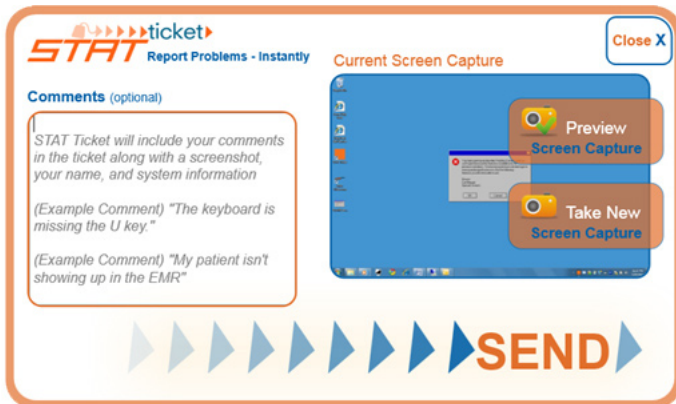 STAT ticket
Report Problems - Instantly
Close X
Current Screen Capture
Comments (optional)
STAT Ticket will include your comments
in the ticket along with a screenshot,
your name, and system information
(Example Comment) "The keyboard is
missing the U key."
(Example Comment) "My patient isn't
showing up in the EMR"
Preview
Screen Capture
Take New
Screen Capture
SEND